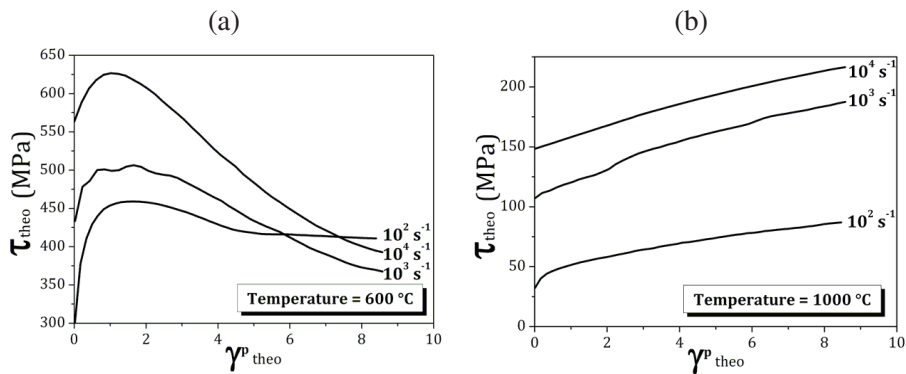 (a)
650
600
550
500
450
400
350
300
τtheo (MPa)
10² s⁻¹
10⁴ s⁻¹
10³ s⁻¹
Temperature = 600 °C
0 2 4 6 8 10
γᵖ theo
(b)
200
150
100
50
0
τtheo (MPa)
10⁴ s⁻¹
10³ s⁻¹
10² s⁻¹
Temperature = 1000 °C
0 2 4 6 8 10
γᵖ theo